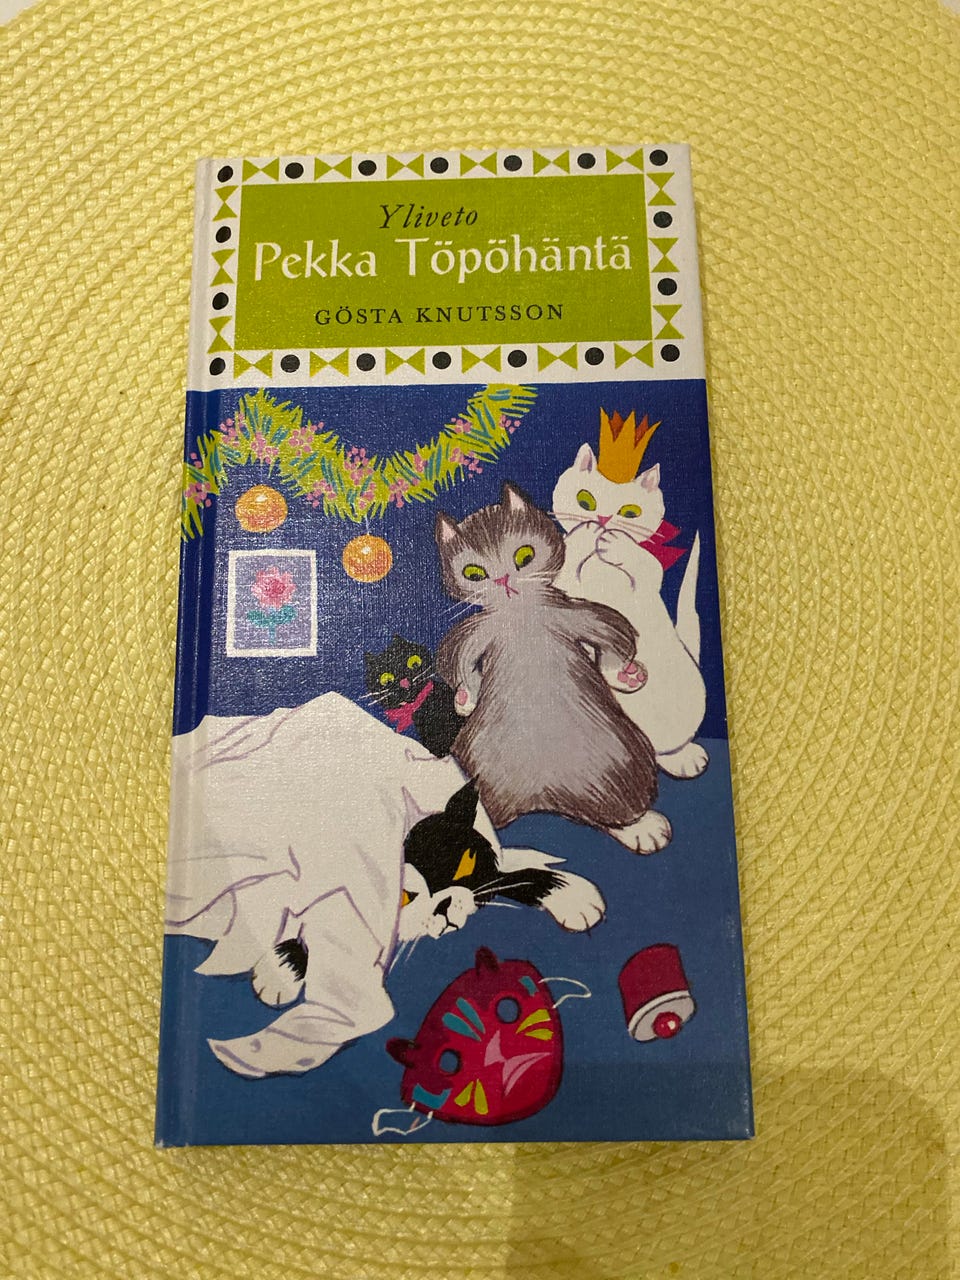 Yliveto
Pekka Töpöhäntä
GÖSTA KNUTSSON